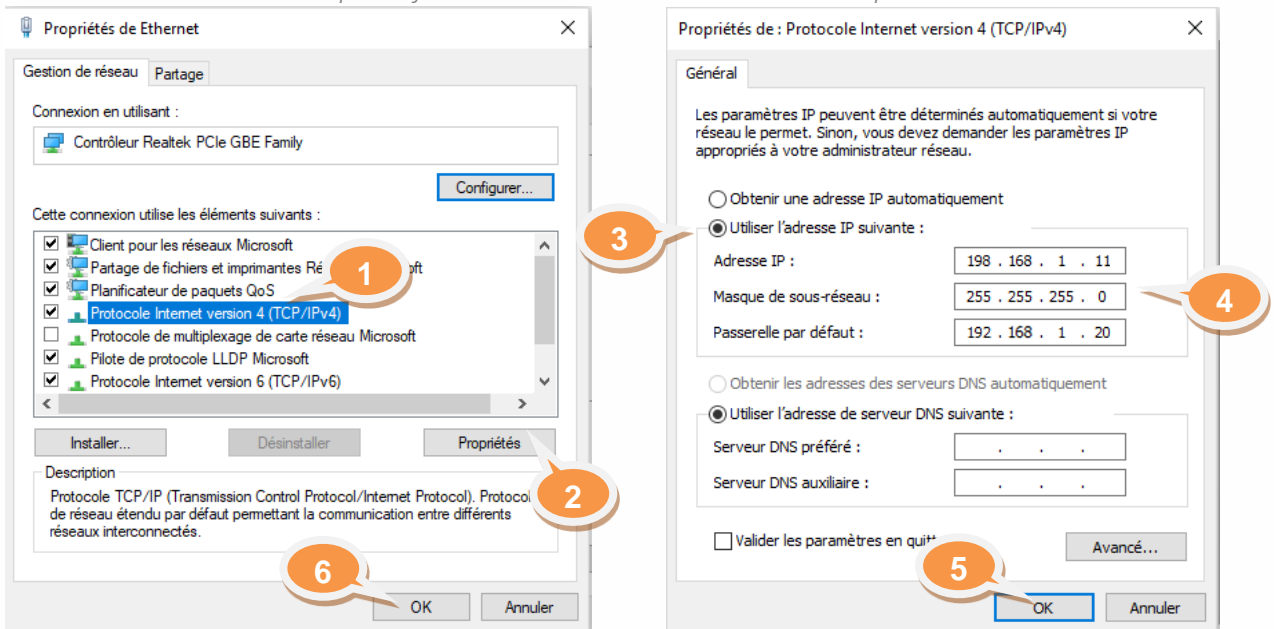 Propriétés de Ethernet
Gestion de réseau Partage
Connexion en utilisant :
Contrôleur Realtek PCIe GBE Family
Configurer...
Cette connexion utilise les éléments suivants :
Client pour les réseaux Microsoft
Partage de fichiers et imprimantes
Planificateur de paquets QoS
Protocole Internet version 4 (TCP/IPv4)
Protocole de multiplexage de carte réseau Microsoft
Pilote de protocole LLDP Microsoft
Protocole Internet version 6 (TCP/IPv6)
Installer... Désinstaller Propriétés
Description
Protocole TCP/IP (Transmission Control Protocol/Internet Protocol).
de réseau étendu par défaut permettant la communication entre différents
réseaux interconnectés.
OK Annuler
1
2
6
Propriétés de : Protocole Internet version 4 (TCP/IPv4)
Général
Les paramètres IP peuvent être déterminés automatiquement si votre
réseau le permet. Sinon, vous devez demander les paramètres IP
appropriés à votre administrateur réseau.
Obtenir une adresse IP automatiquement
Utiliser l'adresse IP suivante :
Adresse IP : 198 . 168 . 1 . 11
Masque de sous-réseau : 255 . 255 . 255 . 0
Passerelle par défaut : 192 . 168 . 1 . 20
Obtenir les adresses des serveurs DNS automatiquement
Utiliser l'adresse de serveur DNS suivante :
Serveur DNS préféré : . . .
Serveur DNS auxiliaire : . . .
Valider les paramètres en
Avancé...
OK Annuler
3
4
5